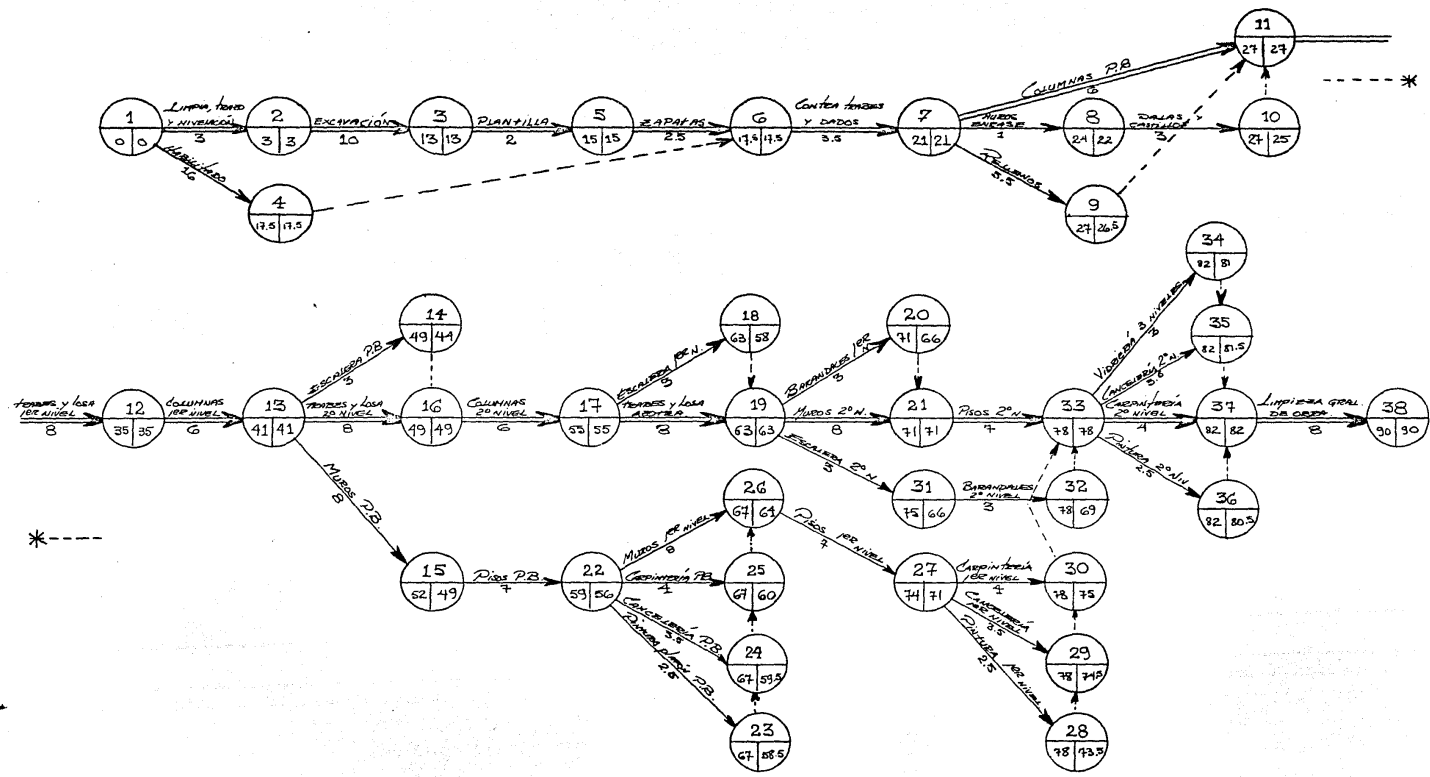 11
27 27
COLUMNAS P.B
6
1
0 0
LIMPIA, TRAZO
Y NIVELACIÓN
3
2
3 3
EXCAVACIÓN
10
3
13 13
PLANTILLA
2
5
15 15
ZAPATAS
2.5
6
17.5 17.5
CONTRA TRABES
Y DADOS
3.5
7
21 21
MUROS
ENRASE
1
8
24 22
DALAS Y
CASTILLOS
3
10
27 25
HABILITADO
16
4
17.5 17.5
RELLENOS
5.5
9
27 26.5
34
82 81
VIDRIERÍA 3 NIVELES
3
14
49 44
ESCALERA P.B
3
18
63 58
ESCALERA 1ER N.
3
20
71 66
BARANDALES 1ER
N
3
35
82 81.5
CANCELERÍA 2º N.
3.5
TRABES Y LOSA
1ER NIVEL
8
12
35 35
COLUMNAS
1ER NIVEL
6
13
41 41
TRABES Y LOSA
2º NIVEL
8
16
49 49
COLUMNAS
2º NIVEL
6
17
55 55
TRABES Y LOSA
AZOTEA
8
19
63 63
MUROS 2º N.
8
21
71 71
PISOS 2º N
7
33
78 78
CARPINTERÍA
2º NIVEL
4
37
82 82
LIMPIEZA GRAL.
DE OBRA.
8
38
90 90
MUROS P.B.
8
ESCALERA 2º N
3
31
75 66
BARANDALES
2º NIVEL
3
32
78 69
PINTURA 2º NIV
2.5
36
82 80.5
26
67 64
MUROS 1ER NIVEL
8
PISOS 1ER NIVEL
7
15
52 49
PISOS P.B.
7
22
59 56
CARPINTERÍA P.B.
4
25
67 60
27
74 71
CARPINTERÍA
1ER NIVEL
4
30
78 75
CANCELERÍA P.B.
3.5
24
67 59.5
CANCELERÍA
1ER NIVEL
3.5
29
78 74.5
PINTURA P.B.
2.5
23
67 58.5
PINTURA 1ER NIVEL
2.5
28
78 73.5